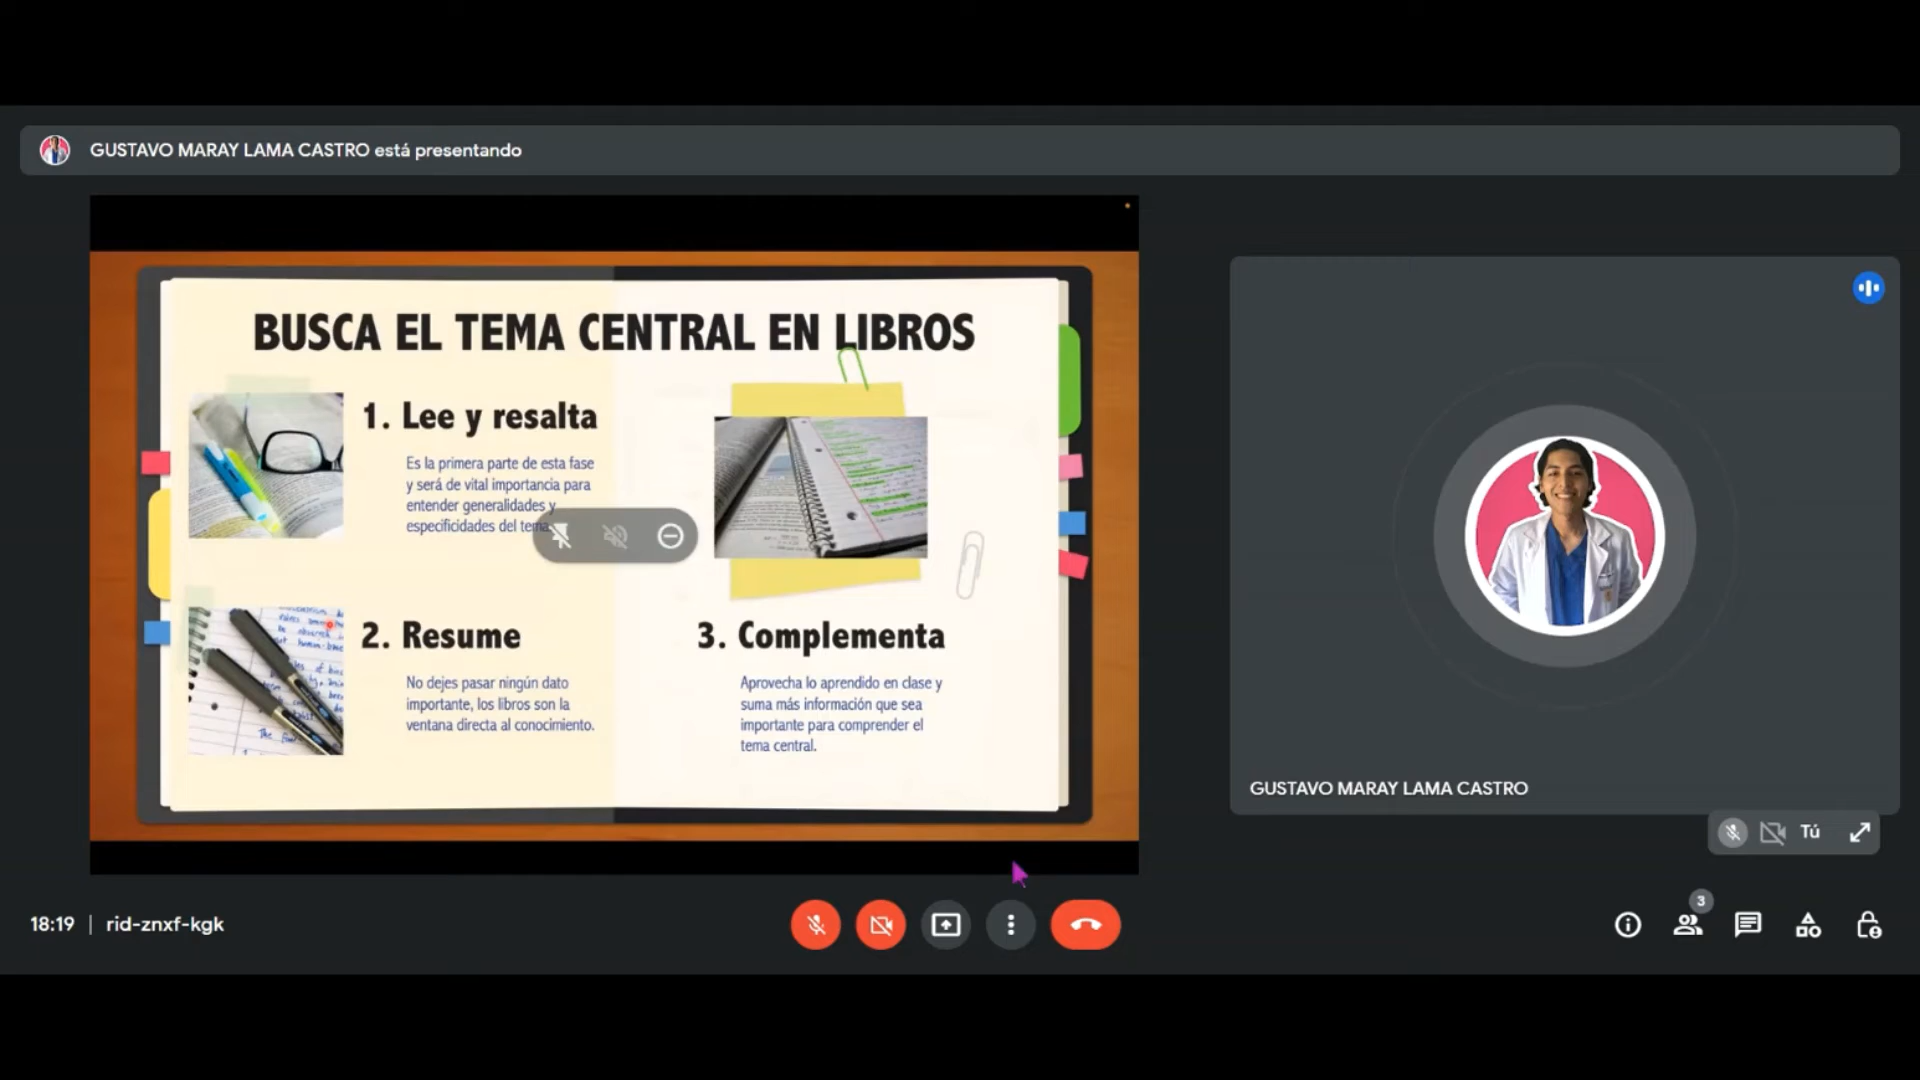 GUSTAVO MARAY LAMA CASTRO está presentando
BUSCA EL TEMA CENTRAL EN LIBROS
1. Lee y resalta
Es la primera parte de esta fase
y será de vital importancia para
entender generalidades y
especificidades del tema.
2. Resume
No dejes pasar ningún dato
importante, los libros son la
ventana directa al conocimiento.
3. Complementa
Aprovecha lo aprendido en clase y
suma más información que sea
importante para comprender el
tema central.
GUSTAVO MARAY LAMA CASTRO
Tú
18:19 | rid-znxf-kgk
3